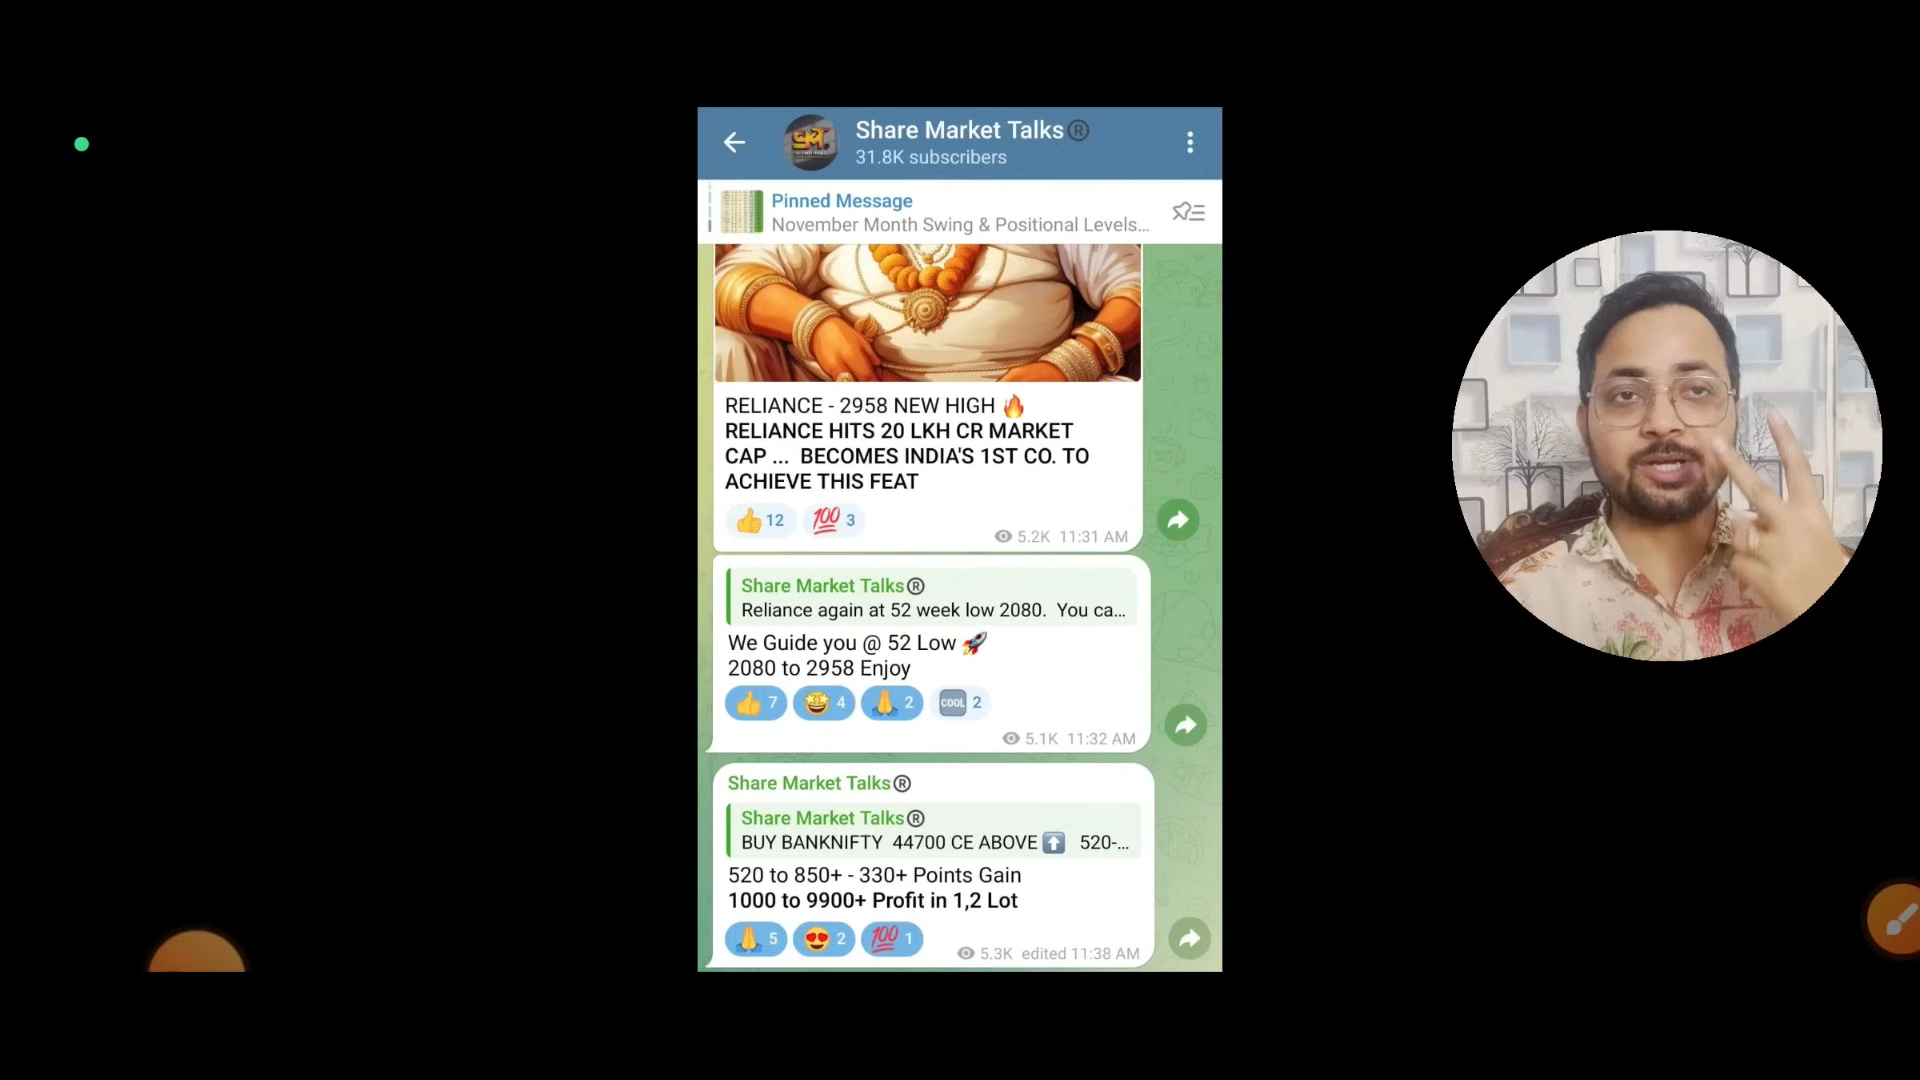 Share Market Talks®
31.8K subscribers
Pinned Message
November Month Swing & Positional Levels...
RELIANCE - 2958 NEW HIGH 🔥
RELIANCE HITS 20 LKH CR MARKET
CAP ... BECOMES INDIA'S 1ST CO. TO
ACHIEVE THIS FEAT
👍 12 💯 3
5.2K 11:31 AM
Share Market Talks®
Reliance again at 52 week low 2080. You ca...
We Guide you @ 52 Low 🚀
2080 to 2958 Enjoy
👍 7 🤩 4 🙏 2 🆒 2
5.1K 11:32 AM
Share Market Talks®
Share Market Talks®
BUY BANKNIFTY 44700 CE ABOVE ⬆️ 520-...
520 to 850+ - 330+ Points Gain
1000 to 9900+ Profit in 1,2 Lot
🙏 5 😍 2 💯 1
5.3K edited 11:38 AM